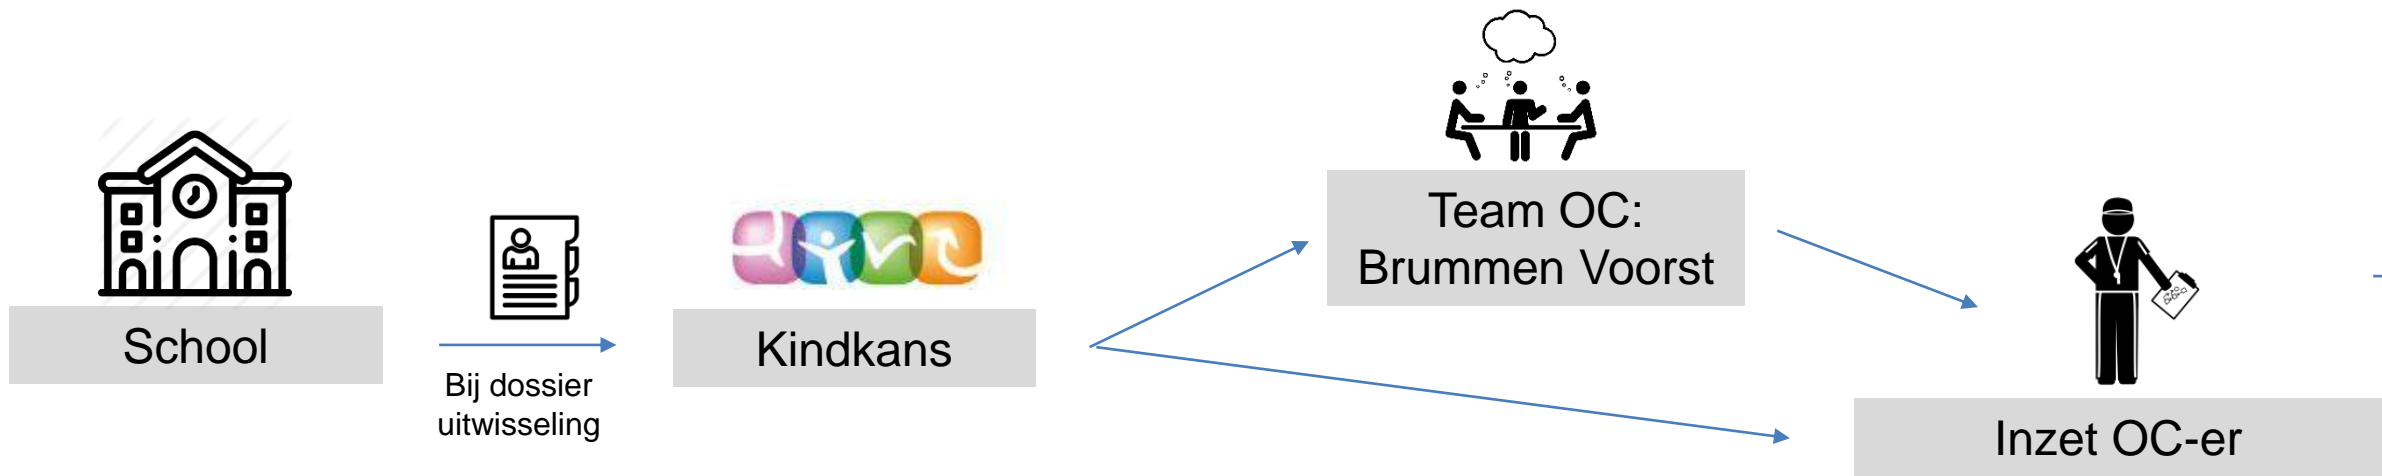 School
Bij dossier
uitwisseling
Kindkans
Team OC:
Brummen Voorst
Inzet OC-er